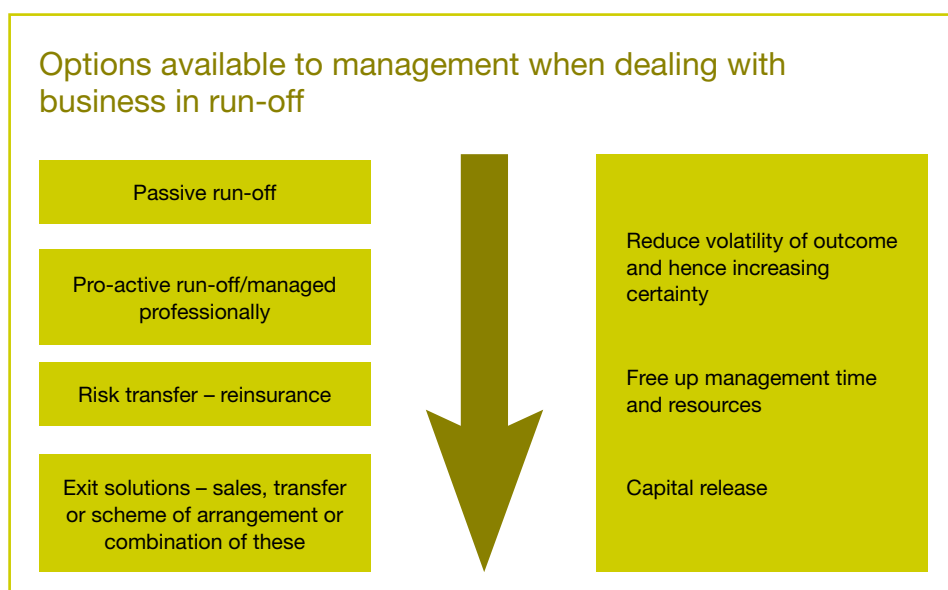 Options available to management when dealing with
business in run-off
Passive run-off
Pro-active run-off/managed
professionally
Risk transfer – reinsurance
Exit solutions – sales, transfer
or scheme of arrangement or
combination of these
Reduce volatility of outcome
and hence increasing
certainty
Free up management time
and resources
Capital release